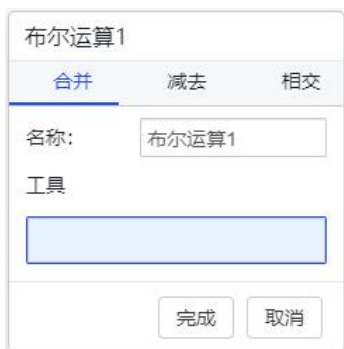 布尔运算1
合并 减去 相交
名称: 布尔运算1
工具
完成 取消